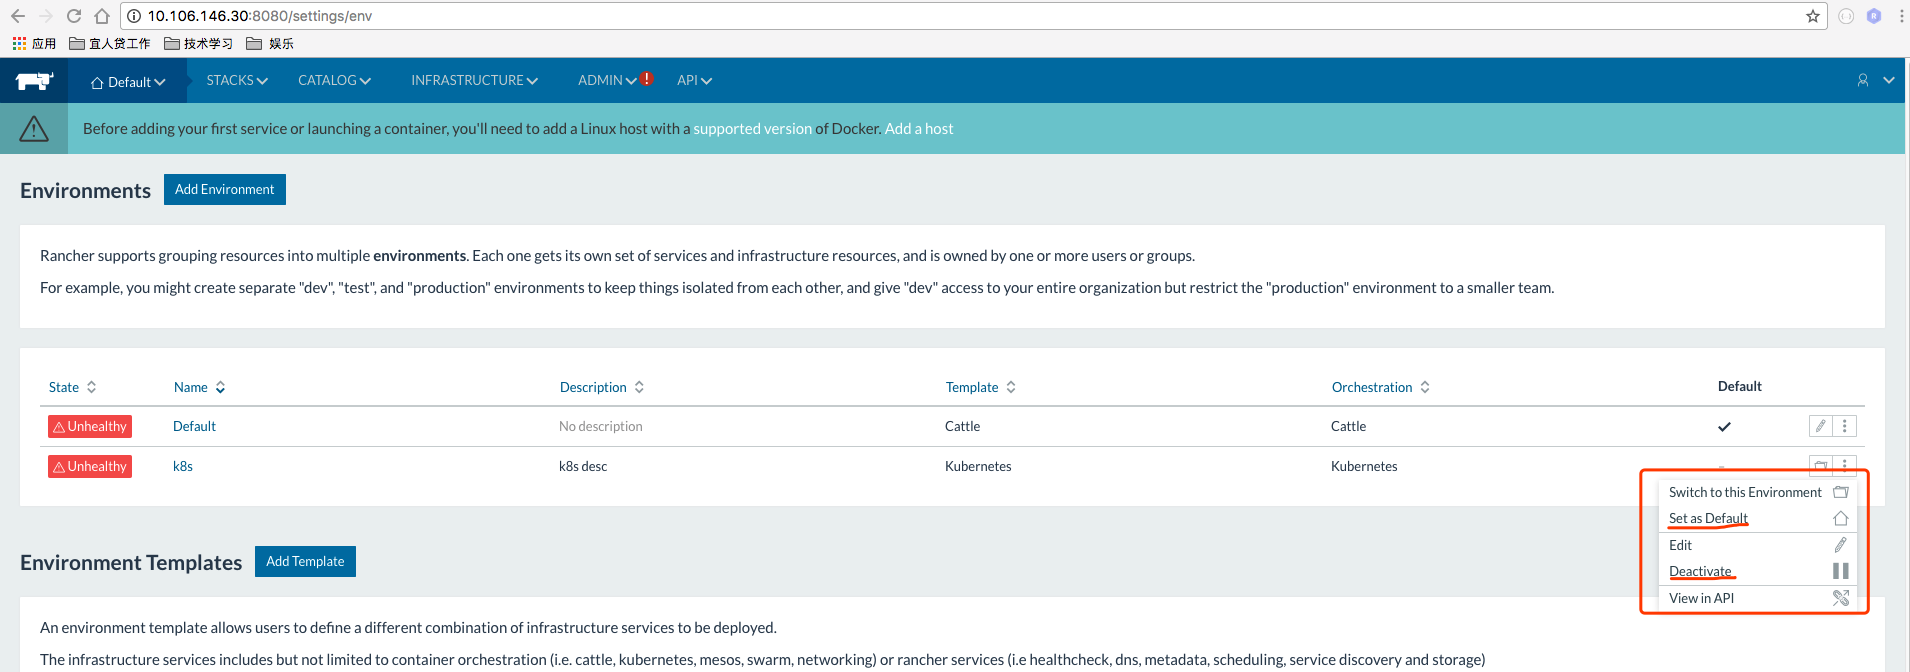 10.106.146.30:8080/settings/env
应用 宜人贷工作 技术学习 娱乐
Default STACKS CATALOG INFRASTRUCTURE ADMIN ! API
Before adding your first service or launching a container, you'll need to add a Linux host with a supported version of Docker. Add a host
Environments Add Environment
Rancher supports grouping resources into multiple environments. Each one gets its own set of services and infrastructure resources, and is owned by one or more users or groups.
For example, you might create separate "dev", "test", and "production" environments to keep things isolated from each other, and give "dev" access to your entire organization but restrict the "production" environment to a smaller team.
State Name Description Template Orchestration Default
Unhealthy Default No description Cattle Cattle
Unhealthy k8s k8s desc Kubernetes Kubernetes
Switch to this Environment
Set as Default
Edit
Deactivate
View in API
Environment Templates Add Template
An environment template allows users to define a different combination of infrastructure services to be deployed.
The infrastructure services includes but not limited to container orchestration (i.e. cattle, kubernetes, mesos, swarm, networking) or rancher services (i.e healthcheck, dns, metadata, scheduling, service discovery and storage)